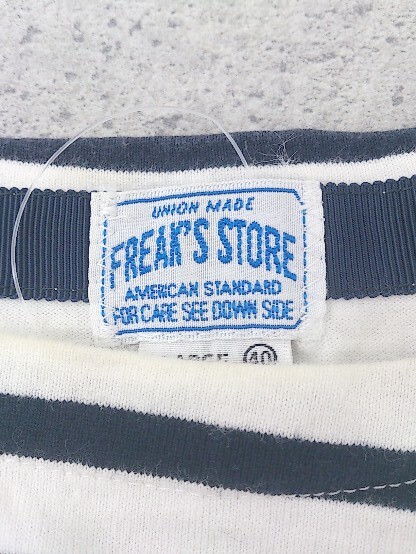 UNION MADE
FREAK'S STORE
AMERICAN STANDARD
FOR CARE SEE DOWN SIDE
40